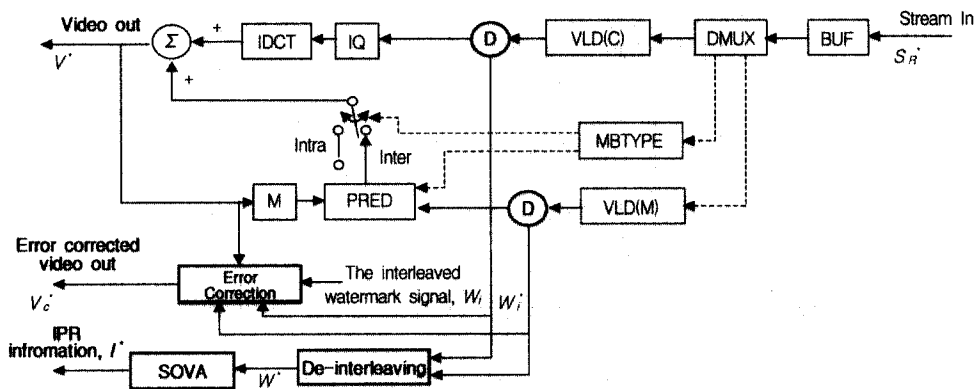 Video out
V*
Σ
+
+
IDCT
IQ
D
VLD(C)
DMUX
BUF
Stream In
S_R*
Intra
Inter
MBTYPE
M
PRED
D
VLD(M)
Error corrected
video out
V_c*
Error
Correction
The interleaved
watermark signal, W_I
W_I*
IPR
infromation, I*
SOVA
W*
De-interleaving